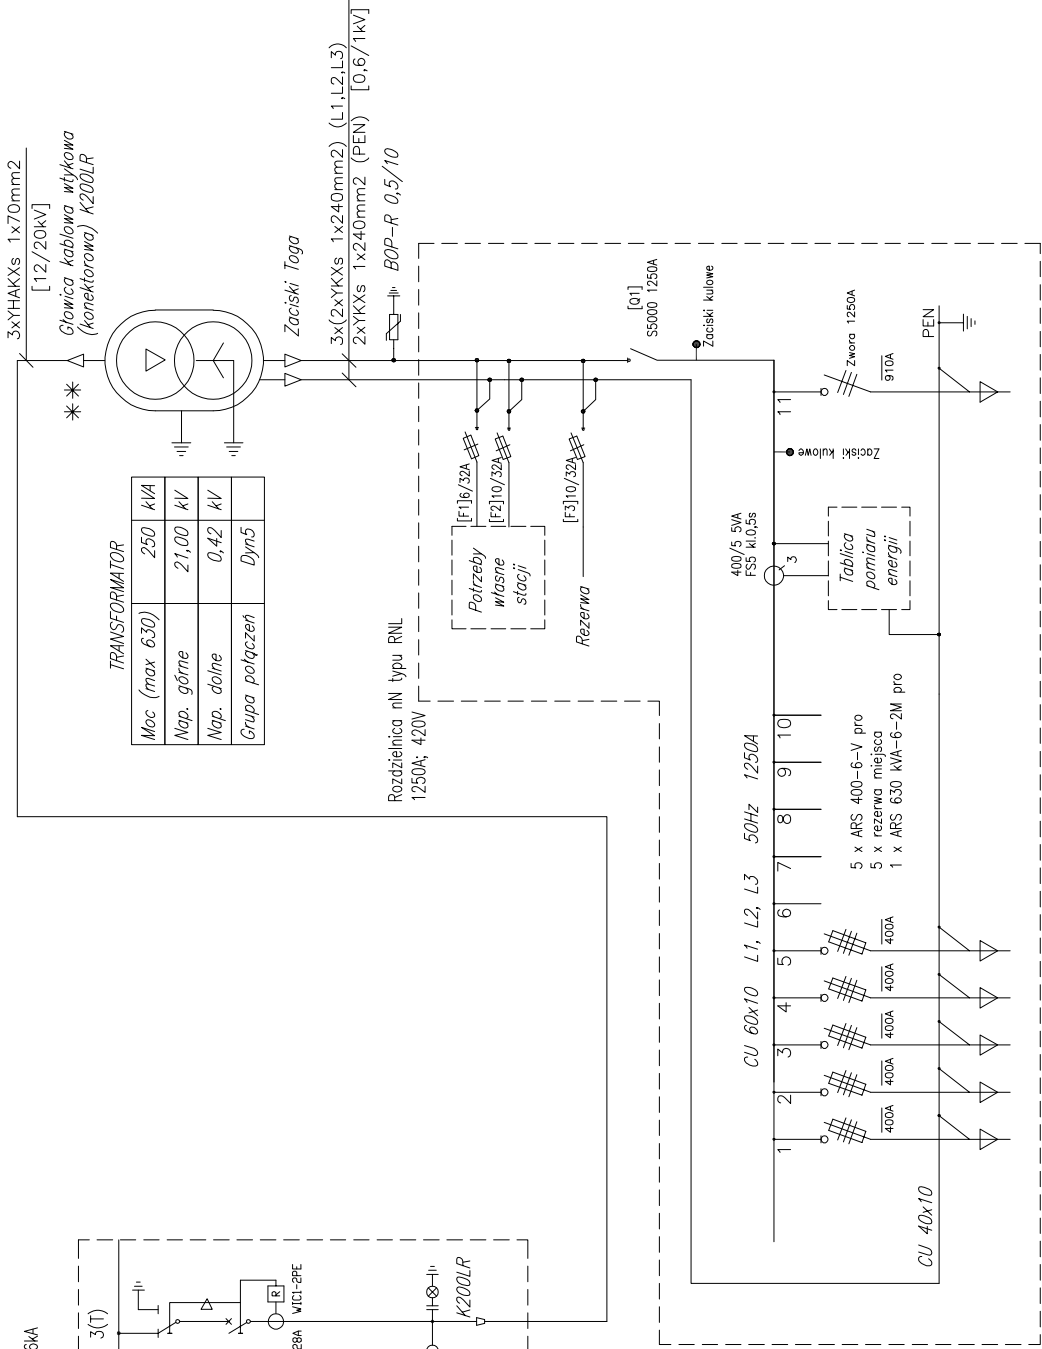 3xYHAKXs 1x70mm2
[12/20kV]
Głowica kablowa wtykowa
(konektorowa) K200LR
TRANSFORMATOR
Moc (max 630) 250 kVA
Nap. górne 21,00 kV
Nap. dolne 0,42 kV
Grupa połączeń Dyn5
Zaciski Toga
3x(2xYKXs 1x240mm2) (L1,L2,L3)
2xYKXs 1x240mm2 (PEN) [0,6/1kV]
BOP-R 0,5/10
Rozdzielnica nN typu RNL
1250A; 420V
[F1]6/32A
[F2]10/32A
[F3]10/32A
Potrzeby
własne
stacji
Rezerwa
[Q1]
S5000 1250A
Zaciski kulowe
400/5 5VA
FS5 kl.0,5s
3
Tablica
pomiaru
energii
Zaciski kulowe
11
Zwora 1250A
910A
PEN
CU 60x10 L1, L2, L3 50Hz 1250A
1
2
3
4
5
6
7
8
9
10
400A
400A
400A
400A
400A
5 x ARS 400-6-V pro
5 x rezerwa miejsca
1 x ARS 630 kVA-6-2M pro
CU 40x10
6kA
3(T)
R
WIC1-2PE
28A
K200LR